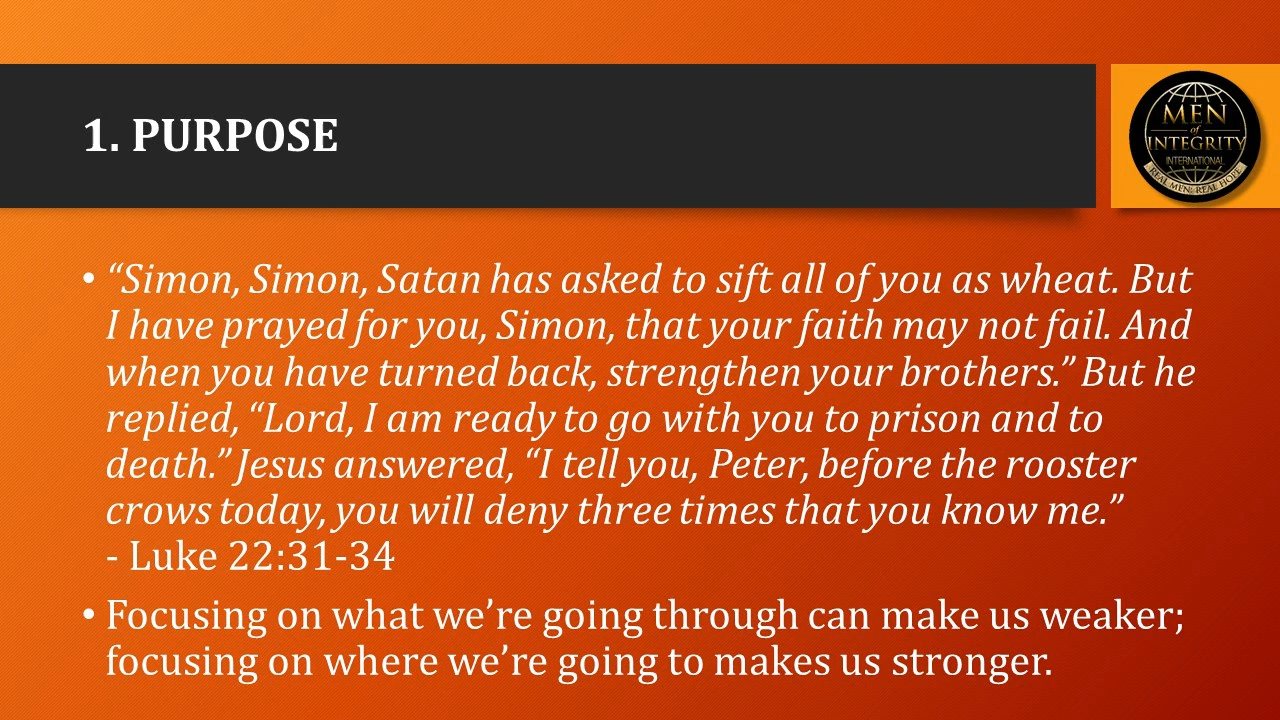 1. PURPOSE
MEN
of
INTEGRITY
INTERNATIONAL
REAL MEN; REAL HOPE
• “Simon, Simon, Satan has asked to sift all of you as wheat. But
I have prayed for you, Simon, that your faith may not fail. And
when you have turned back, strengthen your brothers.” But he
replied, “Lord, I am ready to go with you to prison and to
death.” Jesus answered, “I tell you, Peter, before the rooster
crows today, you will deny three times that you know me.”
- Luke 22:31-34
• Focusing on what we’re going through can make us weaker;
focusing on where we’re going to makes us stronger.